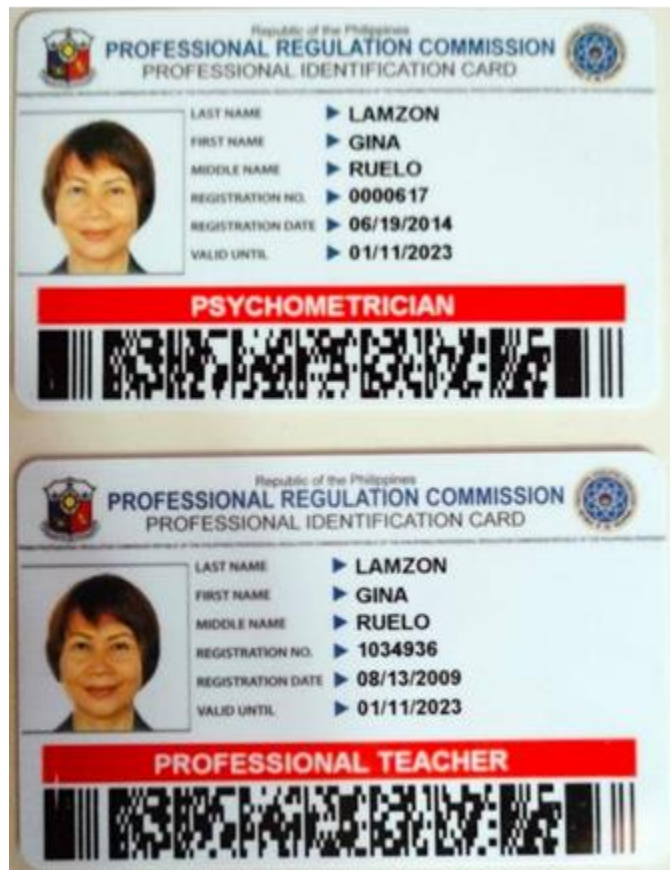 Republic of the Philippines
PROFESSIONAL REGULATION COMMISSION
PROFESSIONAL IDENTIFICATION CARD
LAST NAME LAMZON
FIRST NAME GINA
MIDDLE NAME RUELO
REGISTRATION NO. 0000617
REGISTRATION DATE 06/19/2014
VALID UNTIL 01/11/2023
PSYCHOMETRICIAN
Republic of the Philippines
PROFESSIONAL REGULATION COMMISSION
PROFESSIONAL IDENTIFICATION CARD
LAST NAME LAMZON
FIRST NAME GINA
MIDDLE NAME RUELO
REGISTRATION NO. 1034936
REGISTRATION DATE 08/13/2009
VALID UNTIL 01/11/2023
PROFESSIONAL TEACHER